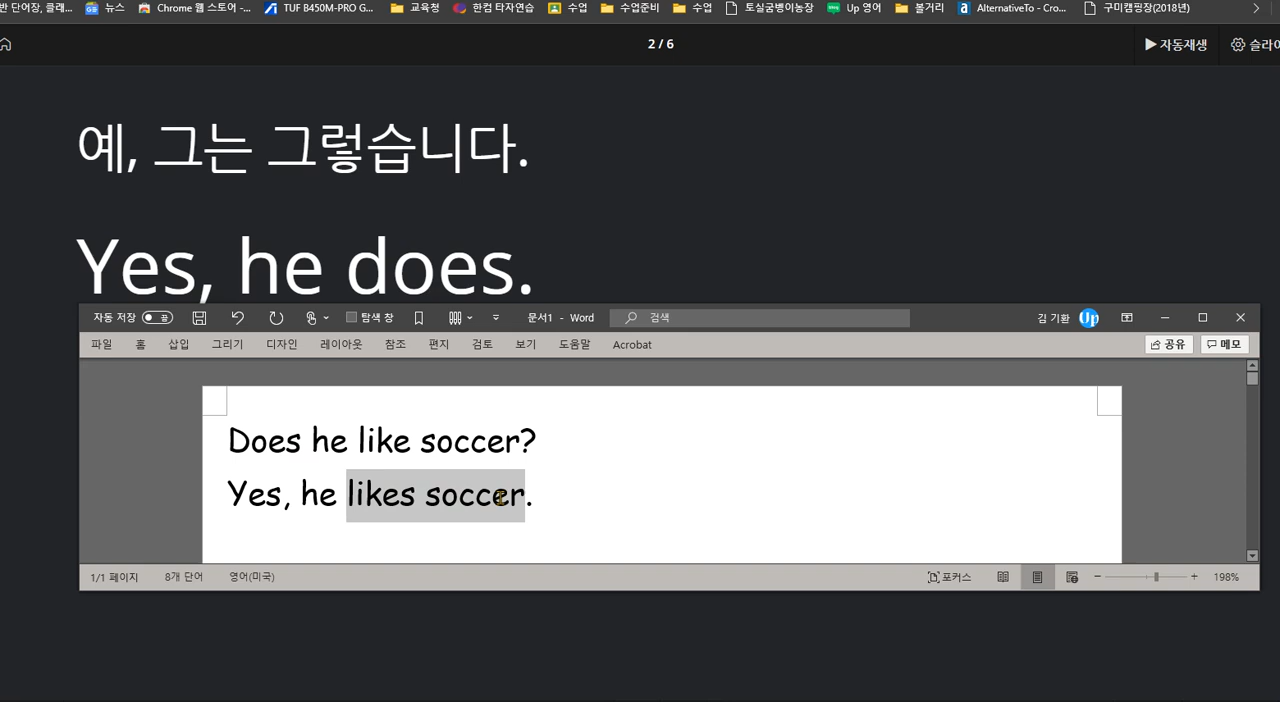 반 단어장, 클래... 뉴스 Chrome 웹 스토어 -... TUF B450M-PRO G... 교육청 한컴 타자연습 수업 수업준비 수업 토실굼벵이농장 Up 영어 볼거리 AlternativeTo - Cro... 구미캠핑장(2018년)
2 / 6 자동재생 슬라이
예, 그는 그렇습니다.
Yes, he does.
자동 저장 끔 탐색 창 문서1 - Word 검색 김 기환 Up
파일 홈 삽입 그리기 디자인 레이아웃 참조 편지 검토 보기 도움말 Acrobat 공유 메모
Does he like soccer?
Yes, he likes soccer.
1/1 페이지 8개 단어 영어(미국) 포커스 198%